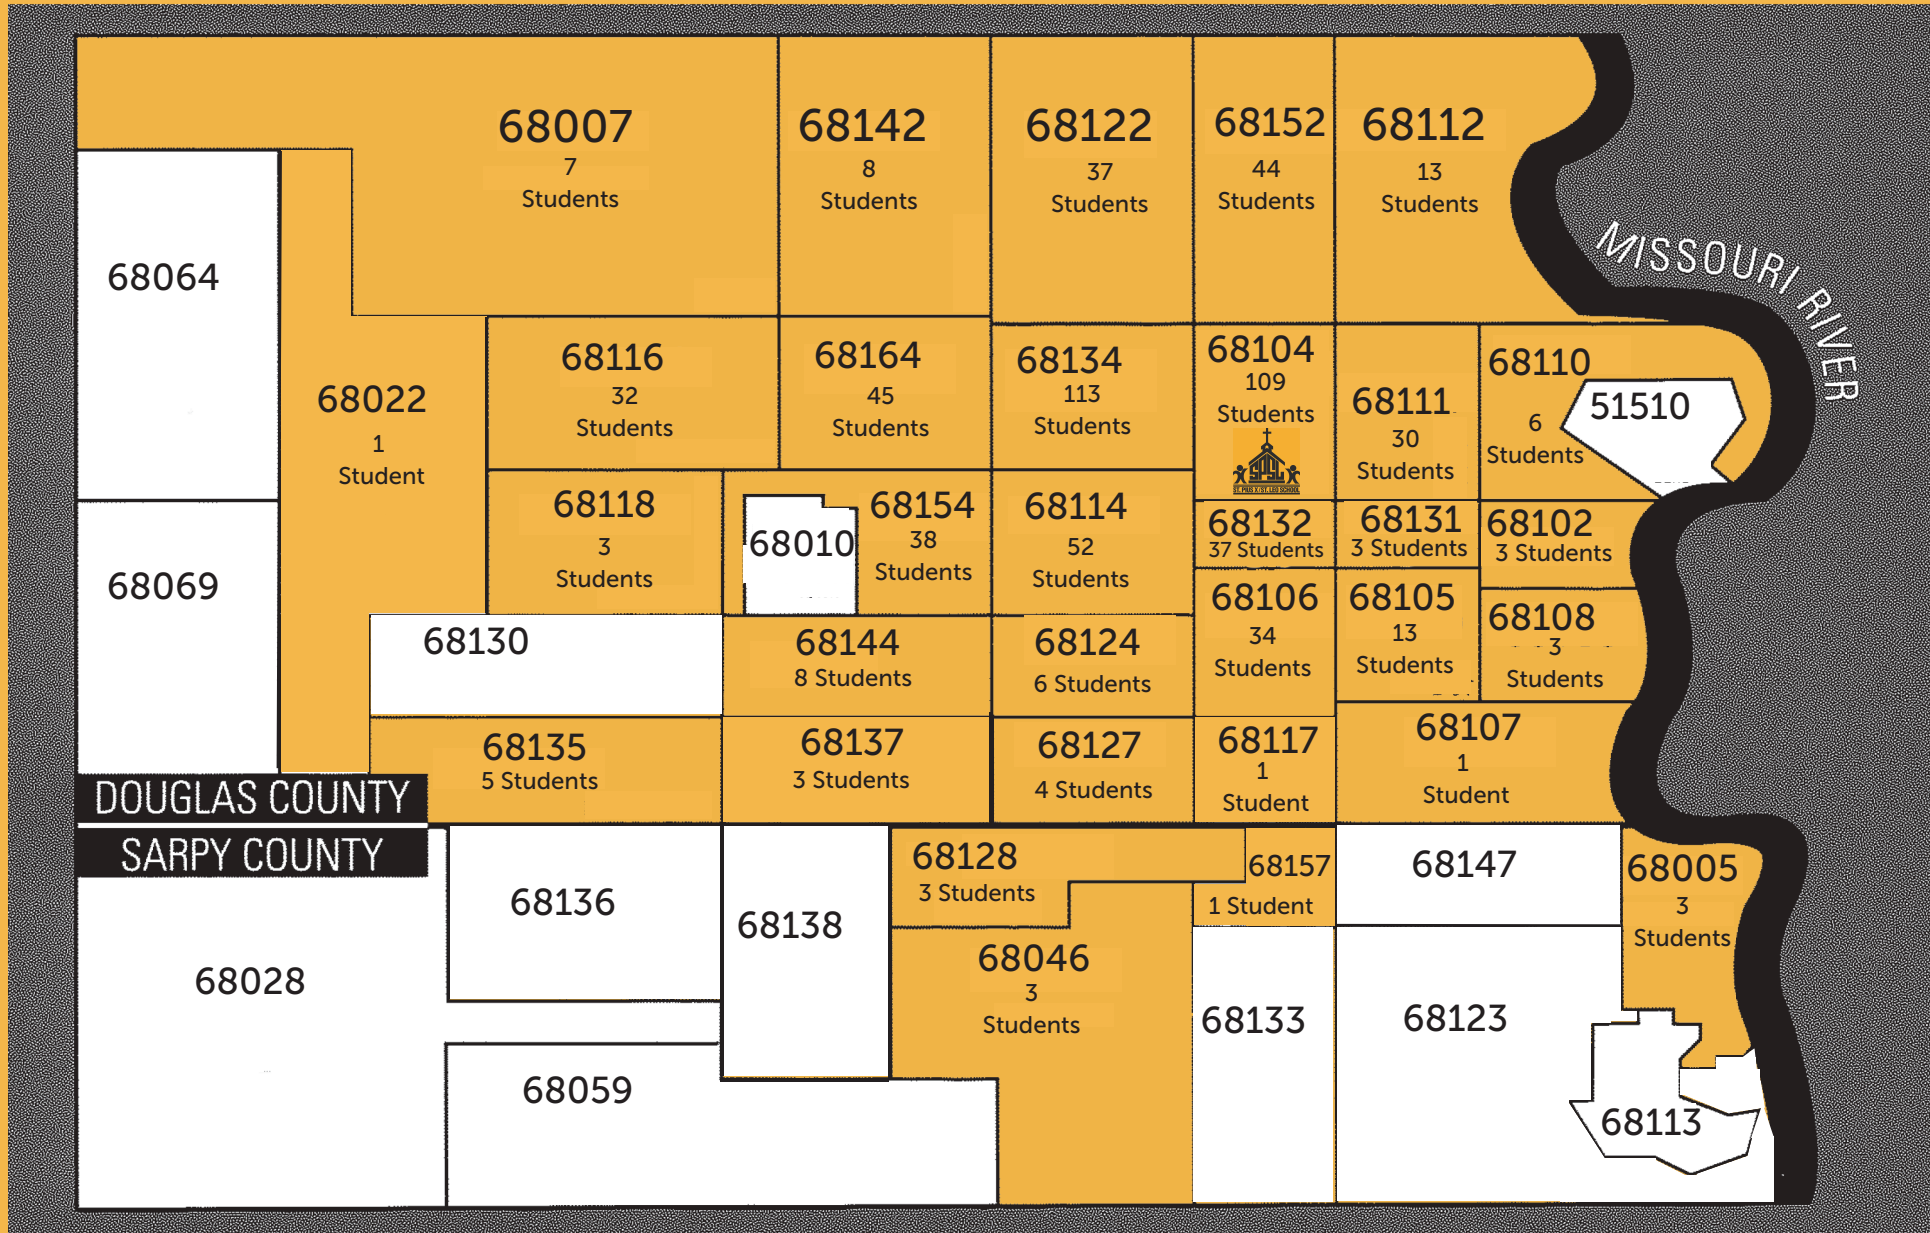 68007
7
Students
68142
8
Students
68122
37
Students
68152
44
Students
68112
13
Students
MISSOURI RIVER
68064
68022
1
Student
68116
32
Students
68164
45
Students
68134
113
Students
68104
109
Students
SPSL
ST. PIUS X/ST. LEO SCHOOL
68111
30
Students
68110
6
Students
51510
68069
68118
3
Students
68010
68154
38
Students
68114
52
Students
68132
37 Students
68131
3 Students
68102
3 Students
68130
68144
8 Students
68124
6 Students
68106
34
Students
68105
13
Students
68108
3
Students
68135
5 Students
68137
3 Students
68127
4 Students
68117
1
Student
68107
1
Student
DOUGLAS COUNTY
SARPY COUNTY
68028
68136
68138
68128
3 Students
68157
1 Student
68147
68005
3
Students
68046
3
Students
68059
68133
68123
68113